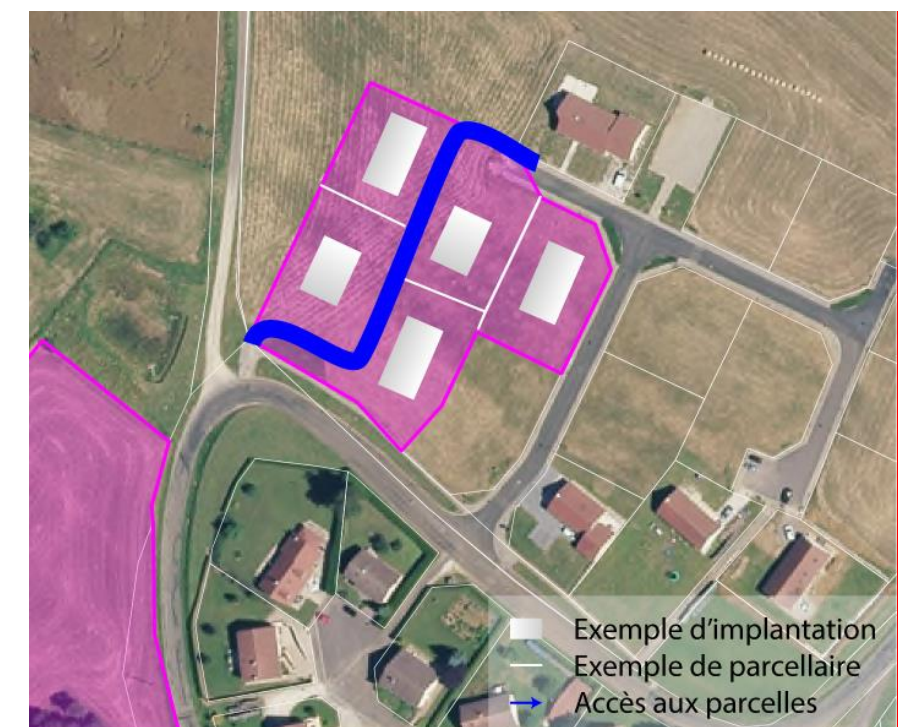 Exemple d'implantation
Exemple de parcellaire
Accès aux parcelles